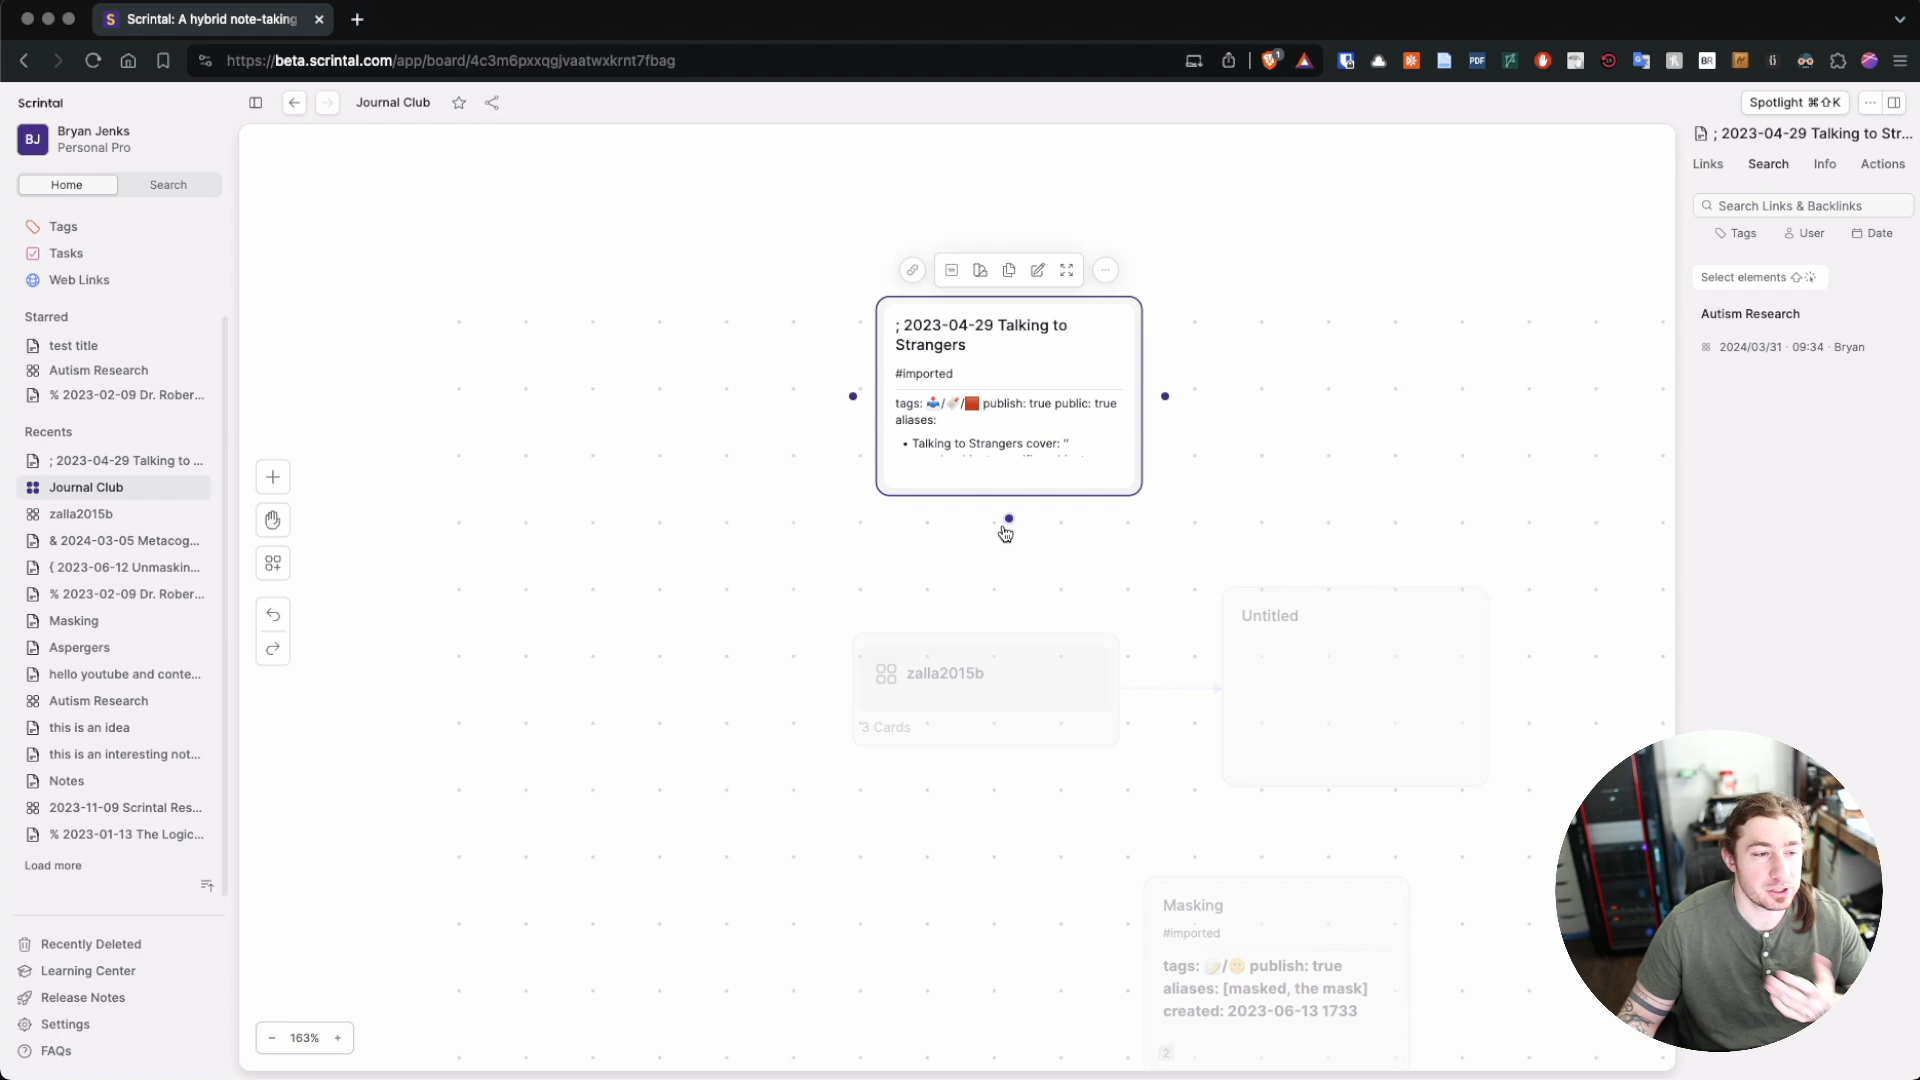 Scrintal: A hybrid note-taking
https://beta.scrintal.com/app/board/4c3m6pxxqgjvaatwxkrnt7fbag
1
PDF
BR
Scrintal
Journal Club
Spotlight ⌘⇧K
BJ
Bryan Jenks
Personal Pro
Home
Search
Tags
Tasks
Web Links
Starred
test title
Autism Research
% 2023-02-09 Dr. Rober...
Recents
; 2023-04-29 Talking to ...
Journal Club
zalla2015b
& 2024-03-05 Metacog...
{ 2023-06-12 Unmaskin...
% 2023-02-09 Dr. Rober...
Masking
Aspergers
hello youtube and conte...
Autism Research
this is an idea
this is an interesting not...
Notes
2023-11-09 Scrintal Res...
% 2023-01-13 The Logic...
Load more
Recently Deleted
Learning Center
Release Notes
Settings
FAQs
163%
; 2023-04-29 Talking to
Strangers
#imported
tags: 📥/🚀/🟥 publish: true public: true
aliases:
• Talking to Strangers cover: "
zalla2015b
3 Cards
Untitled
Masking
#imported
tags: 📝/🌝 publish: true
aliases: [masked, the mask]
created: 2023-06-13 1733
2
; 2023-04-29 Talking to Str...
Links
Search
Info
Actions
Search Links & Backlinks
Tags
User
Date
Select elements
Autism Research
2024/03/31 · 09:34 · Bryan